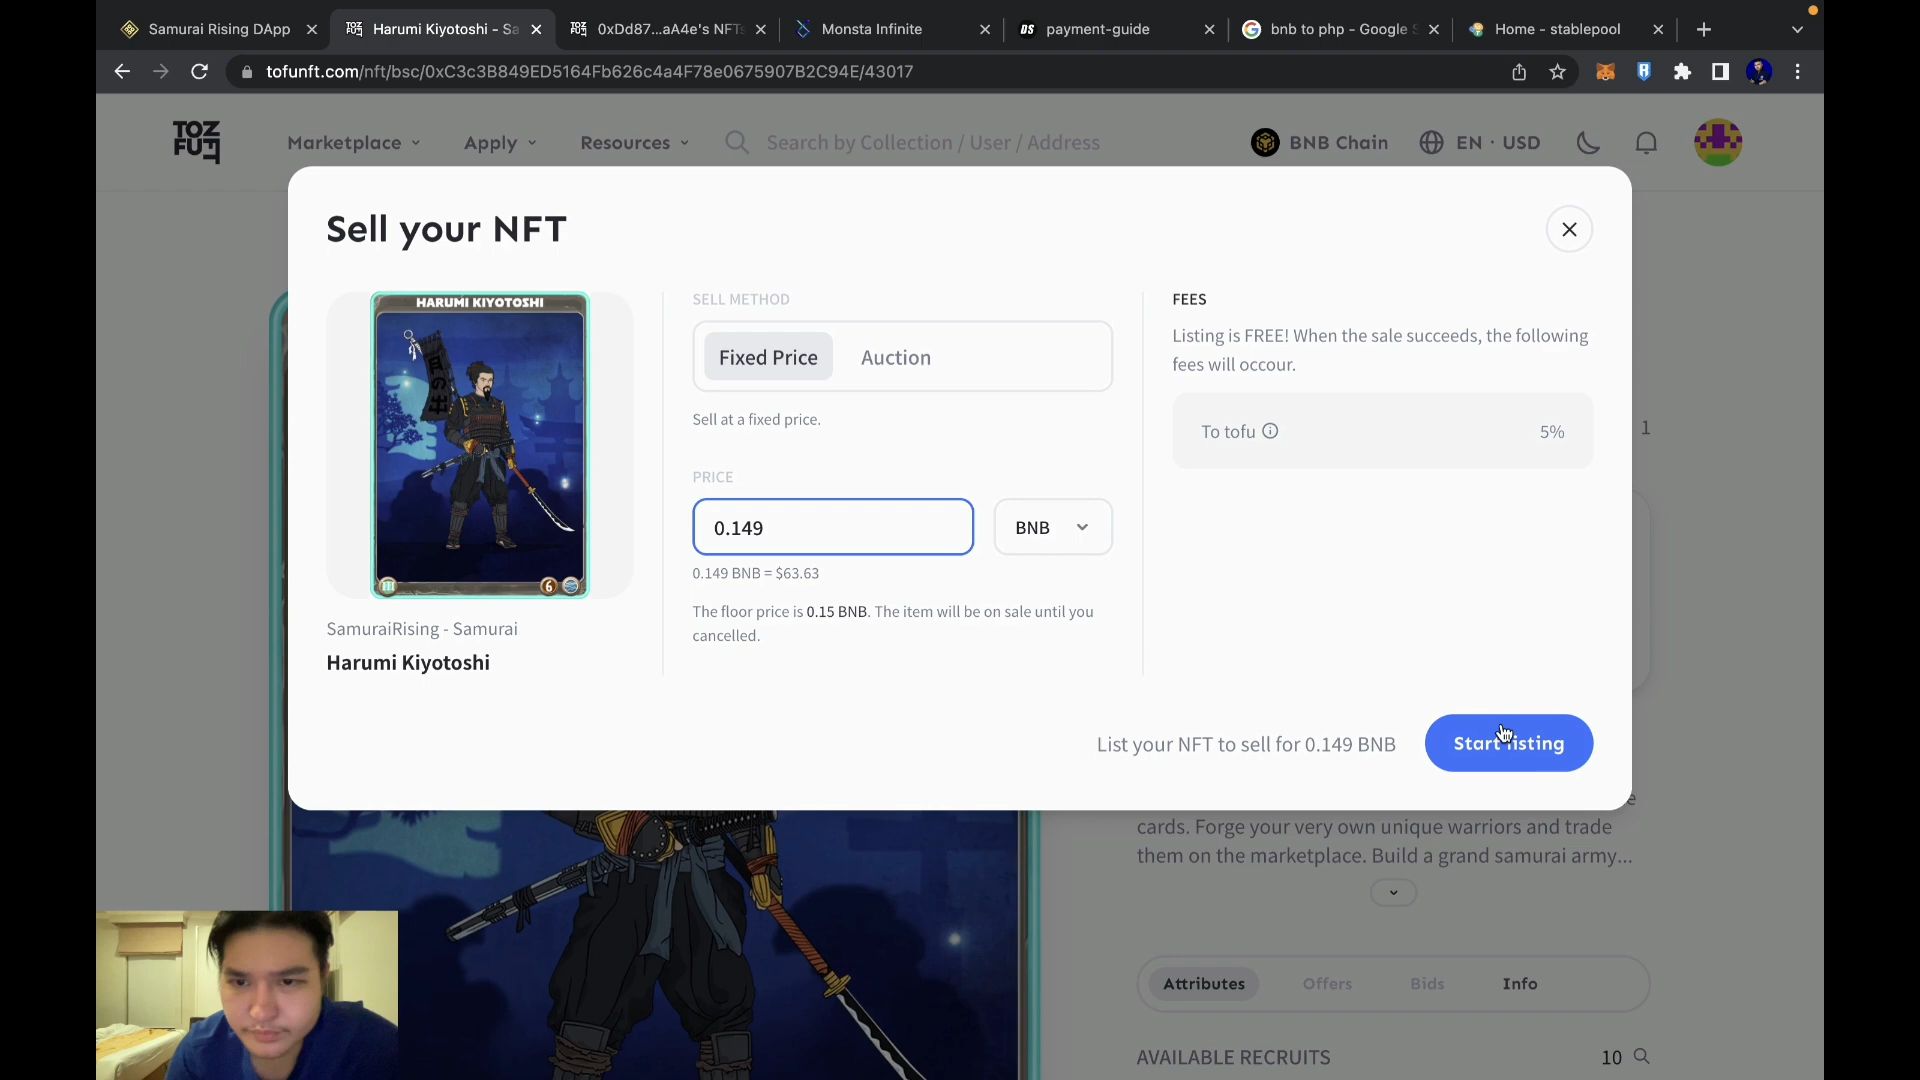 Samurai Rising DApp
Harumi Kiyotoshi - Sa
0xDd87...aA4e's NFTs
Monsta Infinite
DS payment-guide
bnb to php - Google S
Home - stablepool
tofunft.com/nft/bsc/0xC3c3B849ED5164Fb626c4a4F78e0675907B2C94E/43017
TOZ
FU
Marketplace
Apply
Resources
Search by Collection / User / Address
BNB Chain
EN · USD
Sell your NFT
HARUMI KIYOTOSHI
6
SamuraiRising - Samurai
Harumi Kiyotoshi
SELL METHOD
Fixed Price
Auction
Sell at a fixed price.
PRICE
0.149
BNB
0.149 BNB = $63.63
The floor price is 0.15 BNB. The item will be on sale until you
cancelled.
FEES
Listing is FREE! When the sale succeeds, the following
fees will occour.
To tofu
5%
1
List your NFT to sell for 0.149 BNB
Start listing
cards. Forge your very own unique warriors and trade
them on the marketplace. Build a grand samurai army...
Attributes
Offers
Bids
Info
AVAILABLE RECRUITS
10